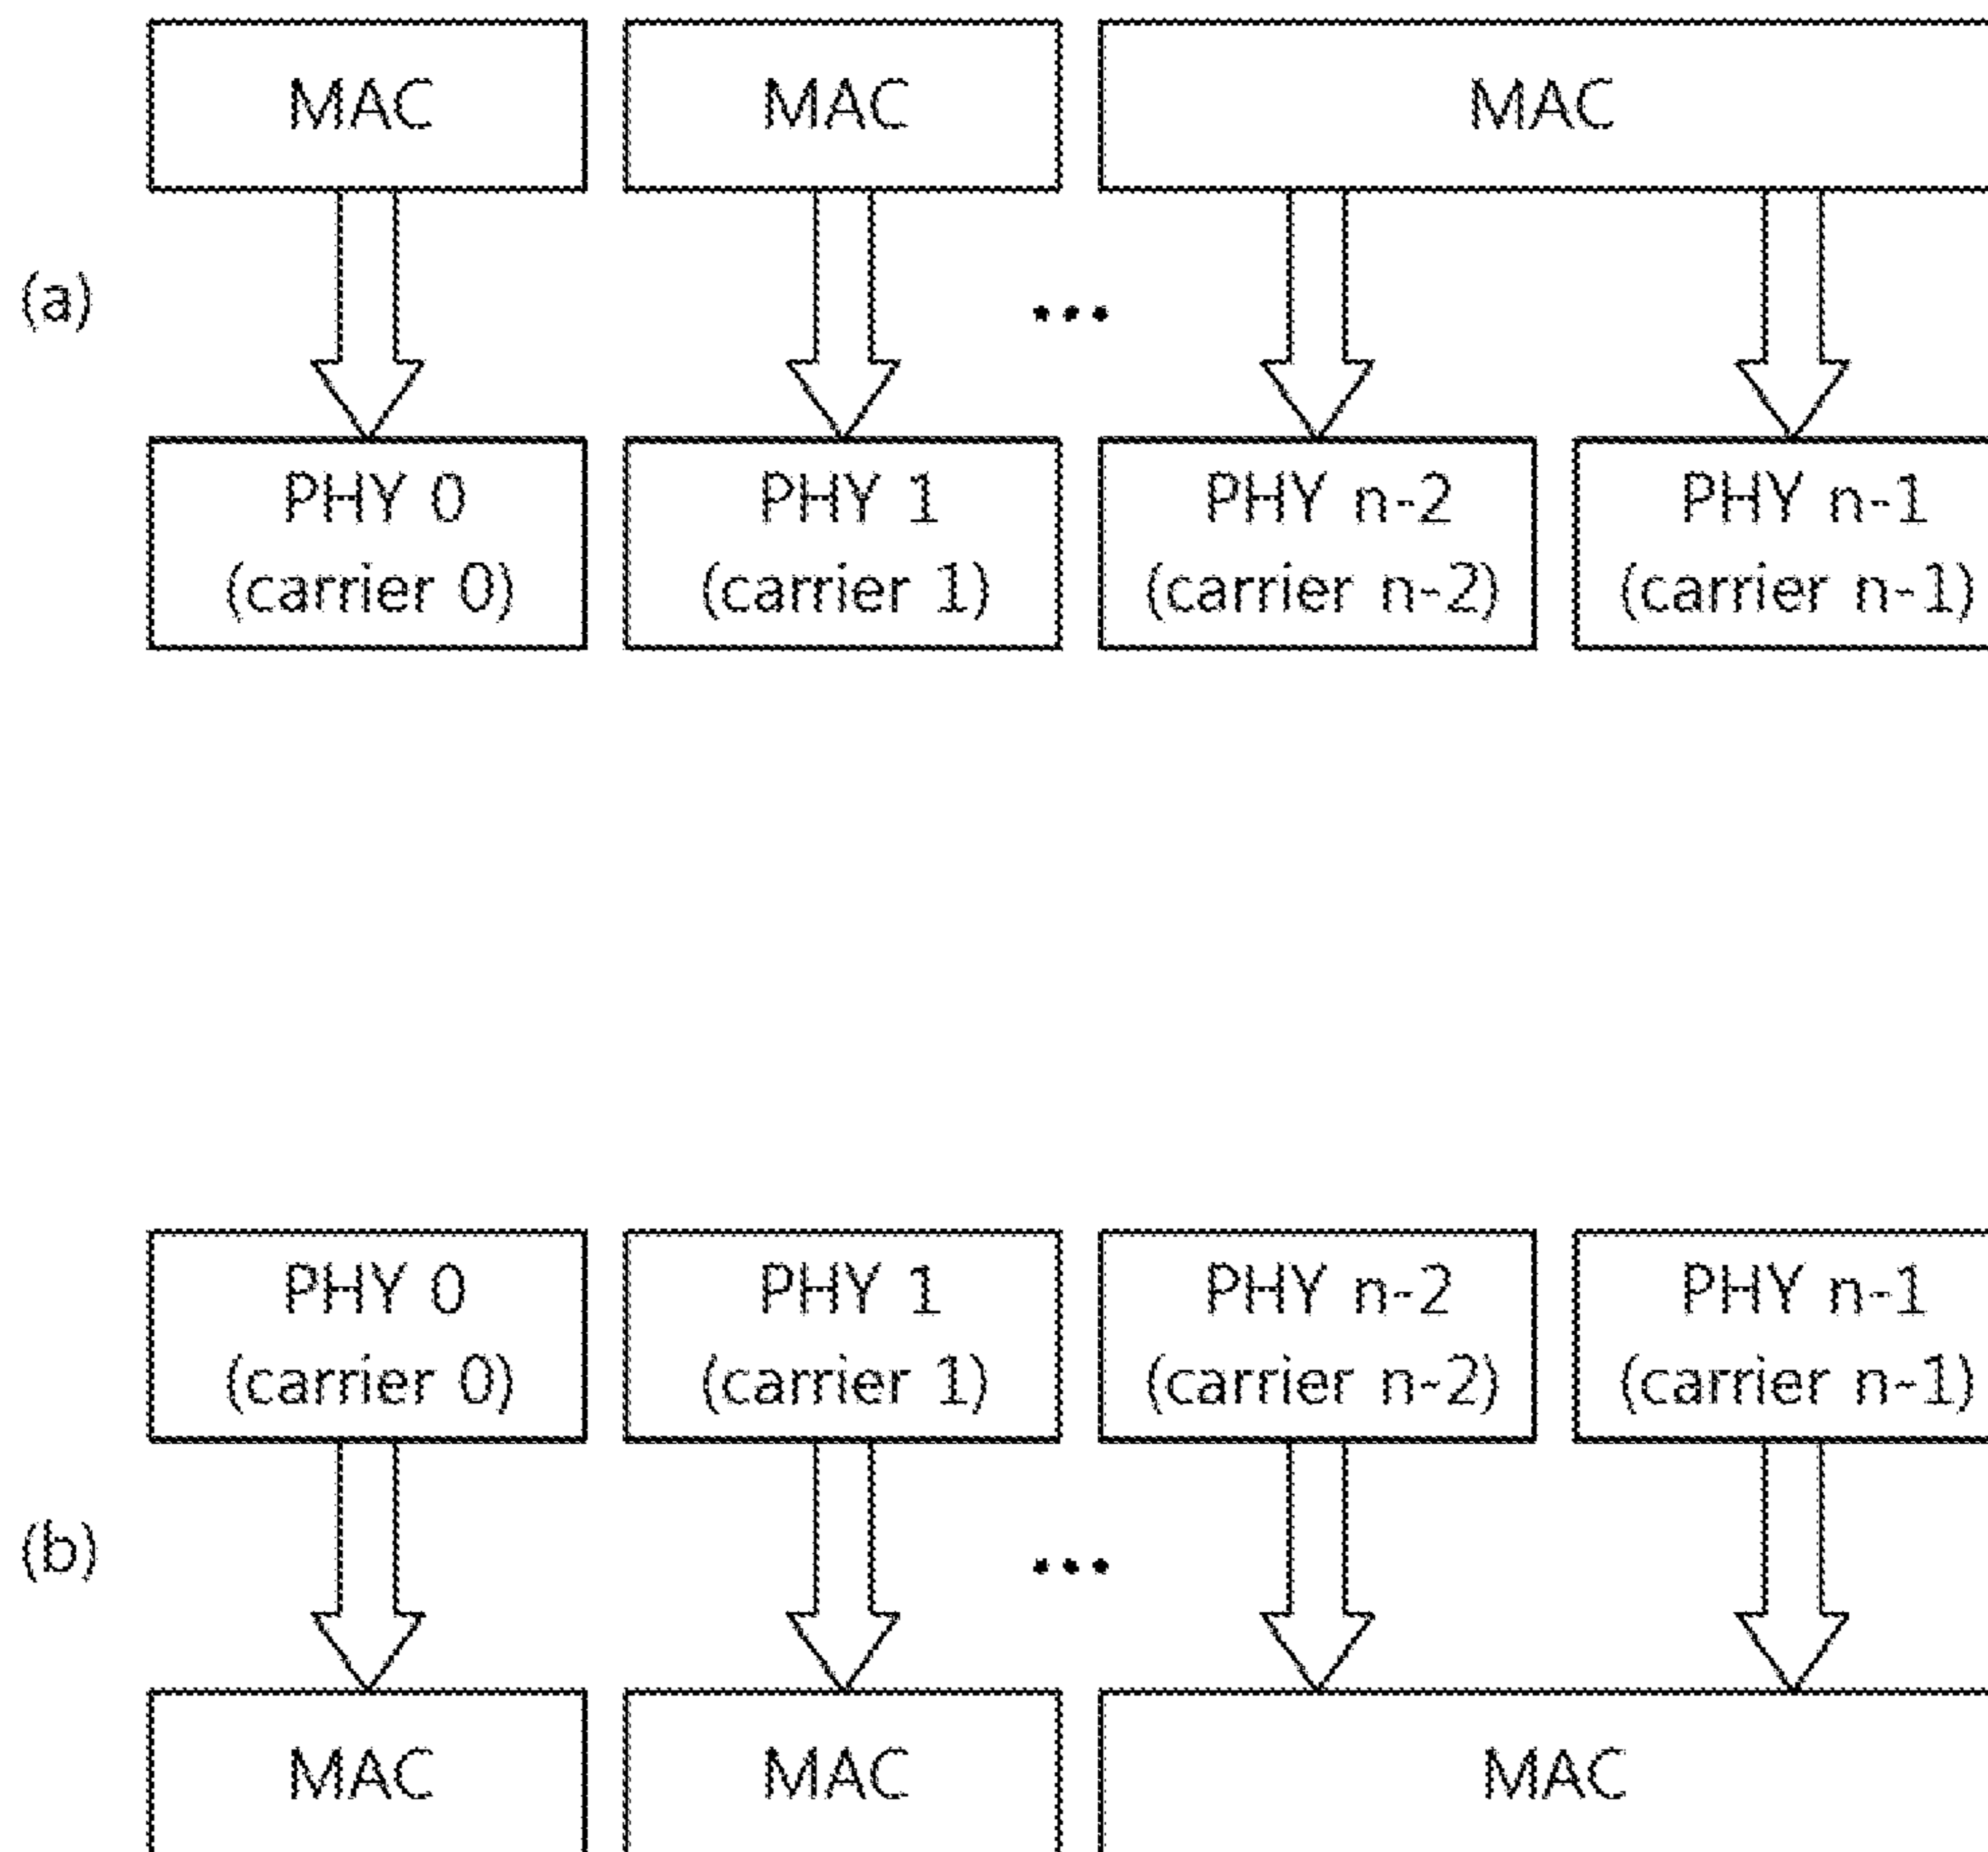 MAC MAC MAC
(a)
...
PHY 0 PHY 1 PHY n-2 PHY n-1
(carrier 0) (carrier 1) (carrier n-2) (carrier n-1)
PHY 0 PHY 1 PHY n-2 PHY n-1
(carrier 0) (carrier 1) (carrier n-2) (carrier n-1)
(b)
...
MAC MAC MAC